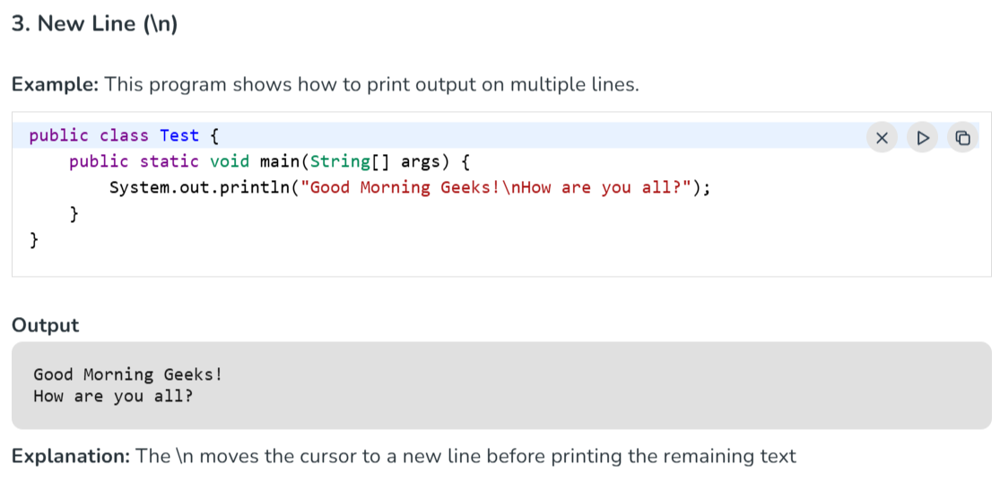 3. New Line (\n)
Example: This program shows how to print output on multiple lines.
public class Test {
    public static void main(String[] args) {
        System.out.println("Good Morning Geeks!\nHow are you all?");
    }
}
Output
Good Morning Geeks!
How are you all?
Explanation: The \n moves the cursor to a new line before printing the remaining text